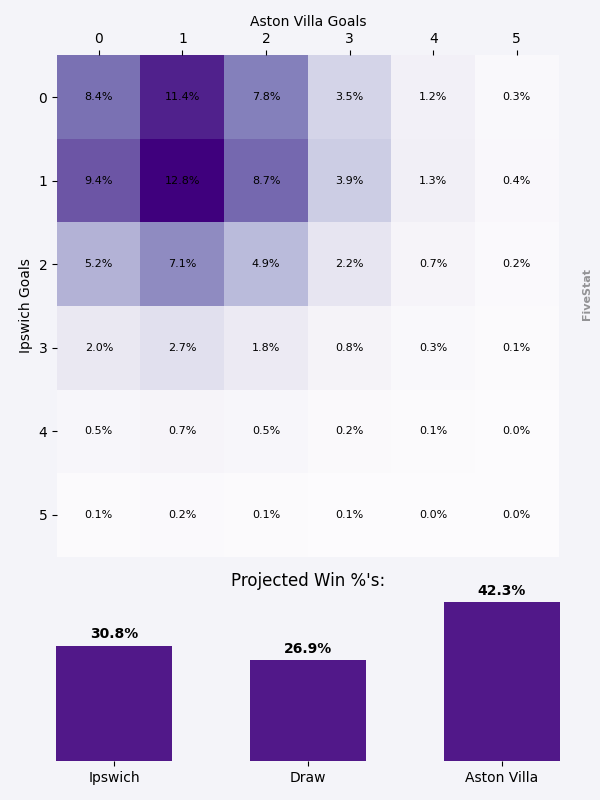 Aston Villa Goals
0 1 2 3 4 5
0 8.4% 11.4% 7.8% 3.5% 1.2% 0.3%
1 9.4% 12.8% 8.7% 3.9% 1.3% 0.4%
2 5.2% 7.1% 4.9% 2.2% 0.7% 0.2%
3 2.0% 2.7% 1.8% 0.8% 0.3% 0.1%
4 0.5% 0.7% 0.5% 0.2% 0.1% 0.0%
5 0.1% 0.2% 0.1% 0.1% 0.0% 0.0%
Ipswich Goals
FiveStat
Projected Win %'s:
30.8% 26.9% 42.3%
Ipswich Draw Aston Villa